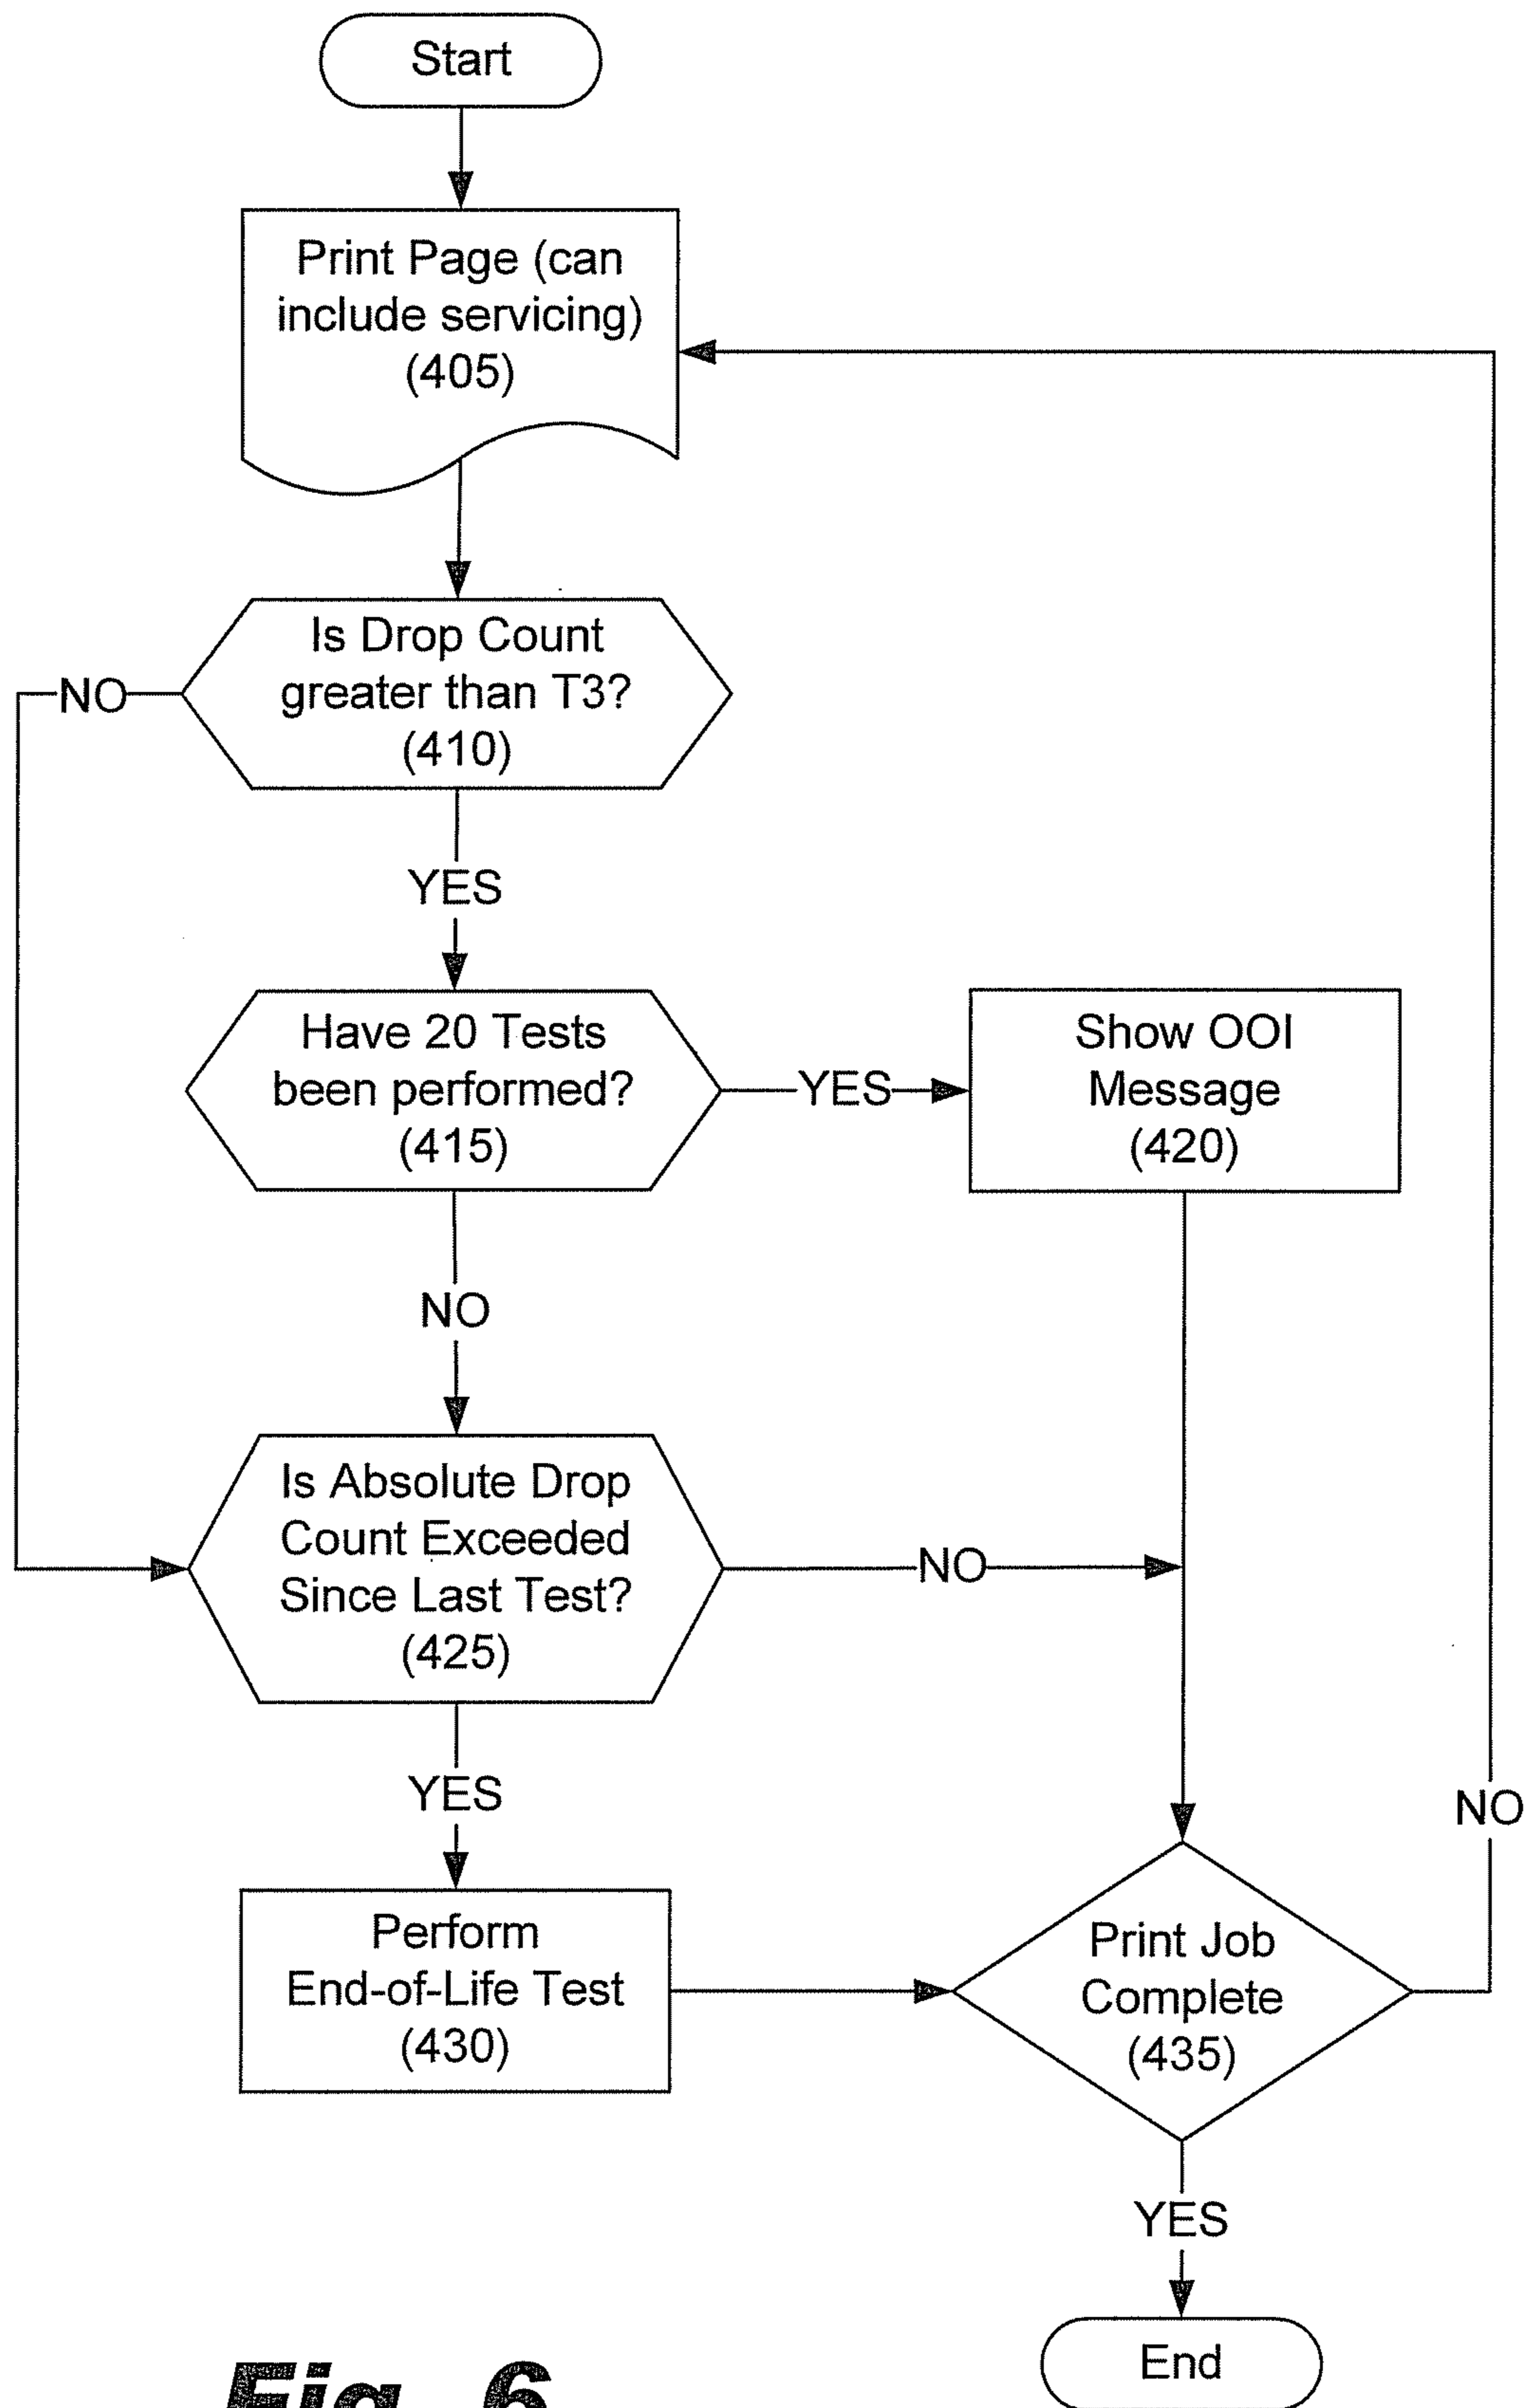 Start
Print Page (can
include servicing)
(405)
Is Drop Count
greater than T3?
(410)
NO
YES
Have 20 Tests
been performed?
(415)
YES
Show OOI
Message
(420)
NO
Is Absolute Drop
Count Exceeded
Since Last Test?
(425)
NO
YES
NO
Perform
End-of-Life Test
(430)
Print Job
Complete
(435)
YES
End
Fig. 6